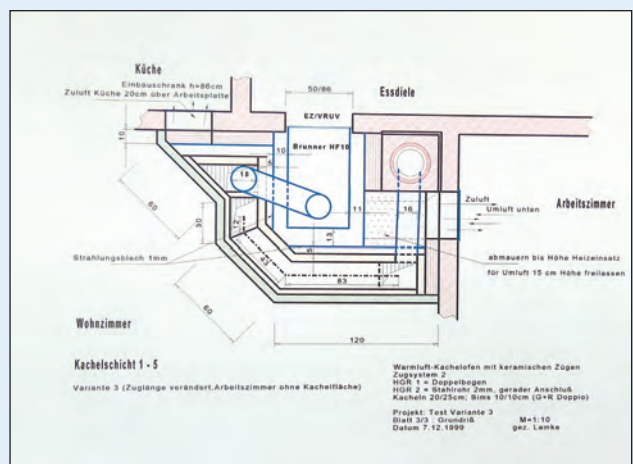 Küche
Einbauschrank h=86cm
Zuluft Küche 20cm über Arbeitsplatte
50/86
Essdiele
EZ/VRUV
Brunner HF10
10
10
5
18
60
30
12
11
16
13
5
43
83
Zuluft
Umluft unten
Arbeitszimmer
abmauern bis Höhe Heizeinsatz
für Umluft 15 cm Höhe freilassen
Strahlungsblech 1mm
60
Wohnzimmer
120
Kachelschicht 1 - 5
Variante 3 (Zuglänge verändert,Arbeitszimmer ohne Kachelfläche)
Warmluft-Kachelofen mit keramischen Zügen
Zugsystem 2
HGR 1 = Doppelbogen
HGR 2 = Stahlrohr 2mm, gerader Anschluß
Kacheln 20/25cm; Sims 10/10cm (G+R Doppio)
Projekt: Test Variante 3
Blatt 3/3 : Grundriß M=1:10
Datum 7.12.1999 gez. Lamke